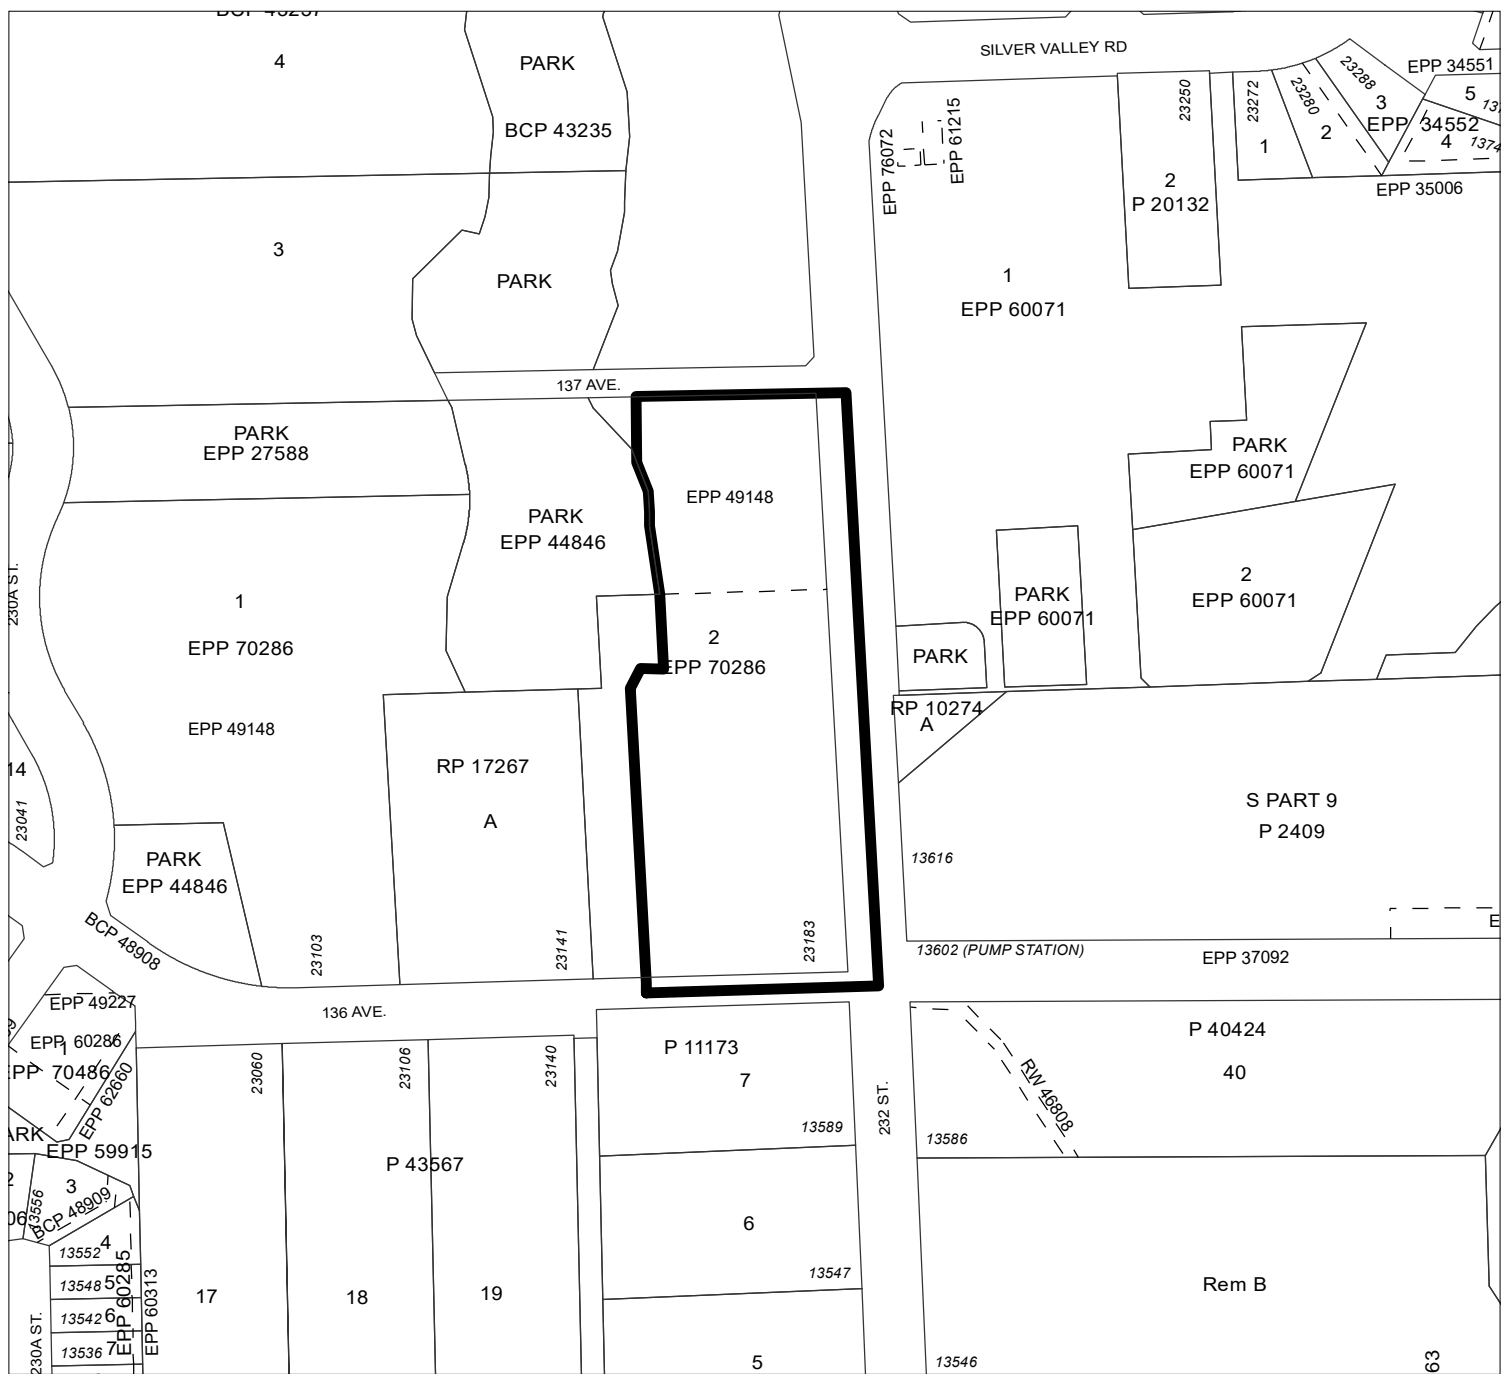 4
PARK
BCP 43235
SILVER VALLEY RD
23250
23272
23280
23288
EPP 34551
5
3
EPP 34552
4
1
2
EPP 35006
2
P 20132
EPP 76072
EPP 61215
3
PARK
1
EPP 60071
137 AVE.
PARK
EPP 27588
PARK
EPP 60071
EPP 49148
PARK
EPP 44846
230A ST.
1
EPP 70286
2
EPP 70286
PARK
EPP 60071
2
EPP 60071
PARK
RP 10274
A
EPP 49148
RP 17267
A
14
23041
S PART 9
P 2409
13616
PARK
EPP 44846
BCP 48908
23103
23141
23183
13602 (PUMP STATION)
EPP 37092
136 AVE.
EPP 49227
EPP 60286
1
EPP 70486
EPP 62660
23060
23106
23140
P 11173
7
13589
232 ST.
RW 46808
P 40424
40
13586
EPP 59915
P 43567
3
13556
BCP 48909
6
13547
4
13552
13548
5
13542
6
13536
7
EPP 60285
EPP 60313
230A ST.
17
18
19
5
Rem B
13546
63